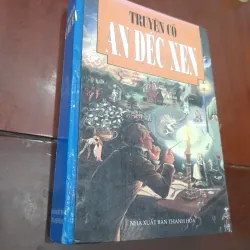 TRUYỆN CỔ
AN ĐÉC XEN
NHÀ XUẤT BẢN THANH HÓA